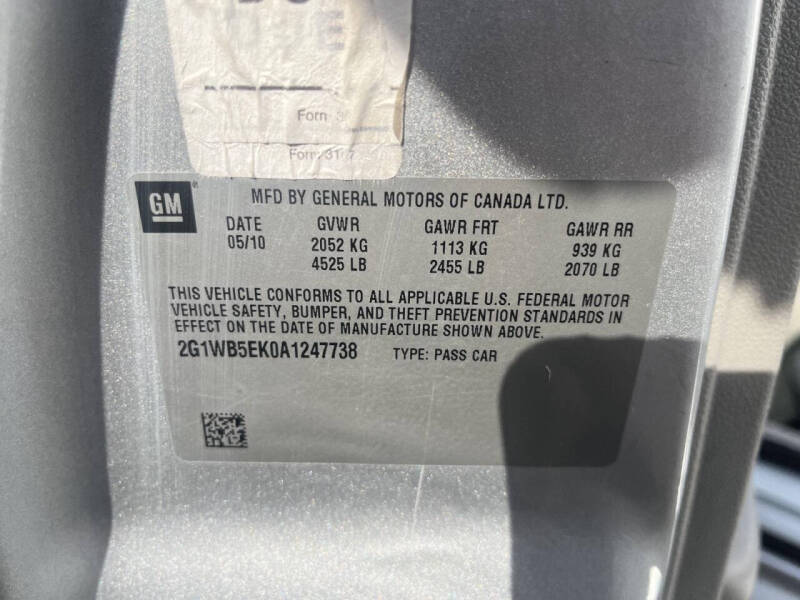 Forn 3
Form 3107
GM
MFD BY GENERAL MOTORS OF CANADA LTD.
DATE GVWR GAWR FRT GAWR RR
05/10 2052 KG 1113 KG 939 KG
4525 LB 2455 LB 2070 LB
THIS VEHICLE CONFORMS TO ALL APPLICABLE U.S. FEDERAL MOTOR
VEHICLE SAFETY, BUMPER, AND THEFT PREVENTION STANDARDS IN
EFFECT ON THE DATE OF MANUFACTURE SHOWN ABOVE.
2G1WB5EK0A1247738 TYPE: PASS CAR